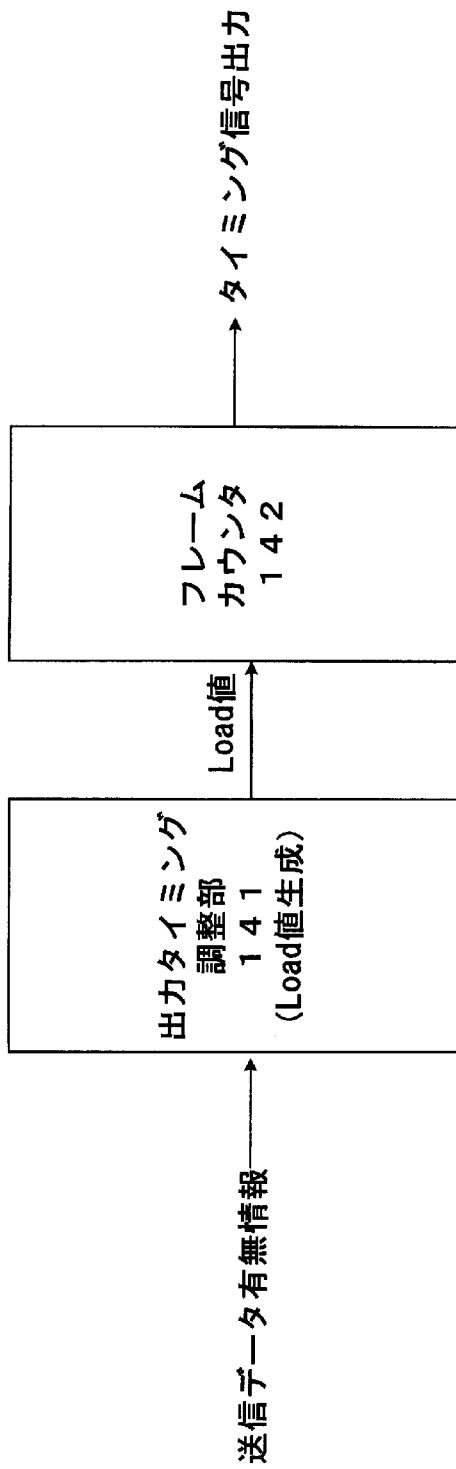 送信データ有無情報
出力タイミング
調整部
１４１
(Load値生成)
Load値
フレーム
カウンタ
１４２
タイミング信号出力